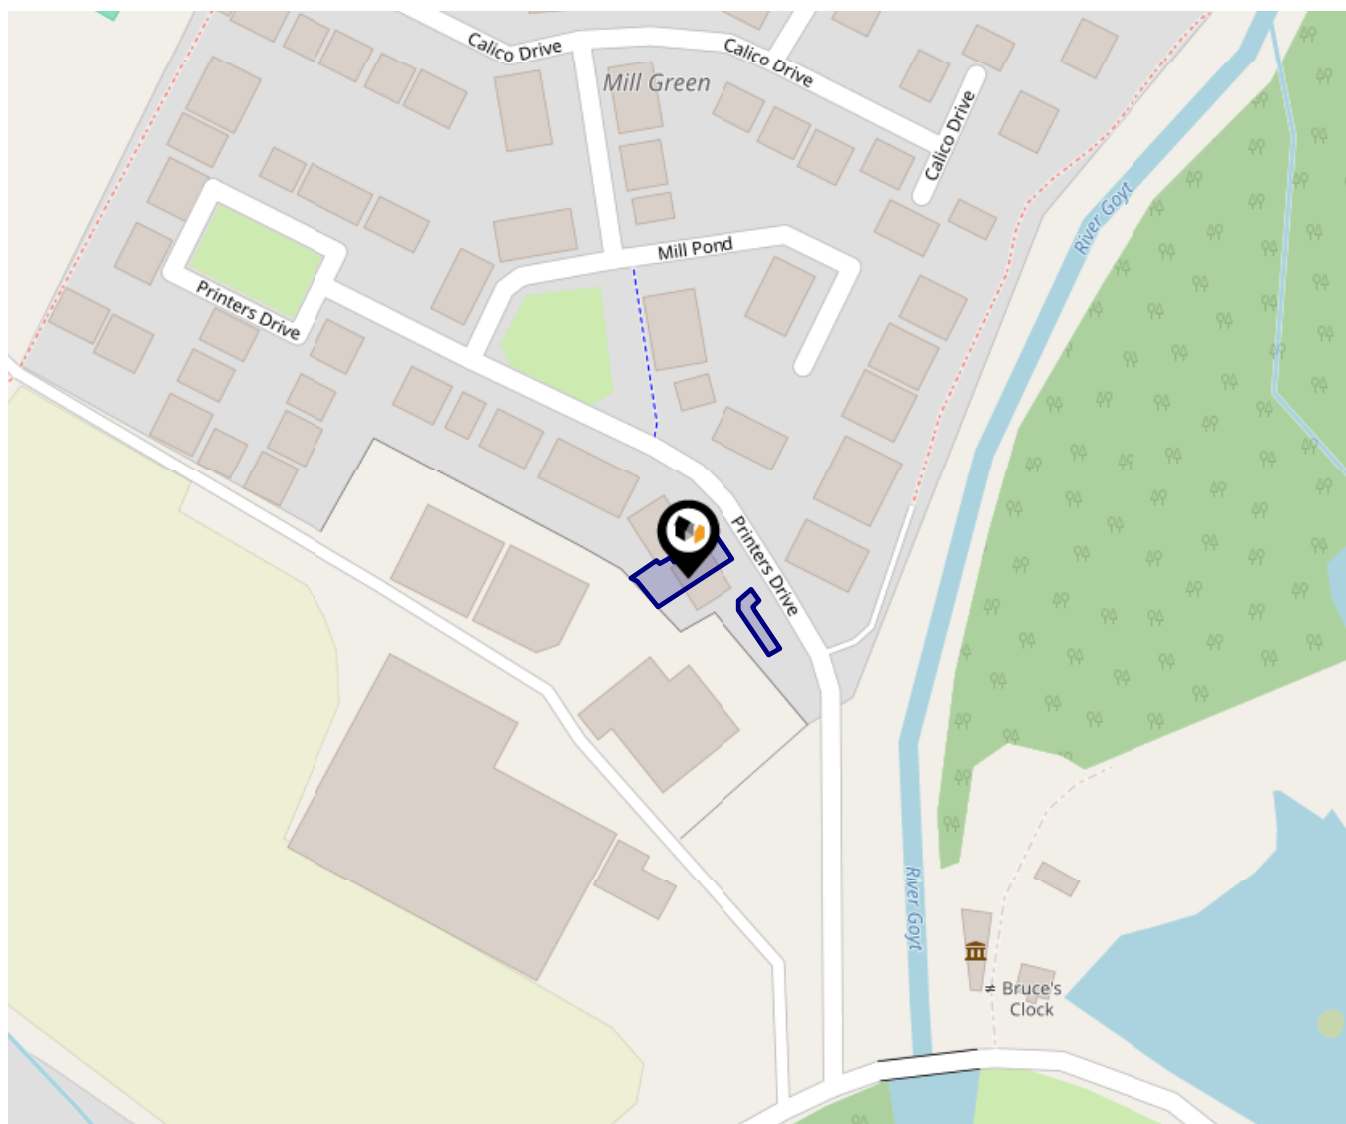 Calico Drive
Calico Drive
Mill Green
Calico Drive
River Goyt
Mill Pond
Printers Drive
Printers Drive
River Goyt
Bruce's
Clock